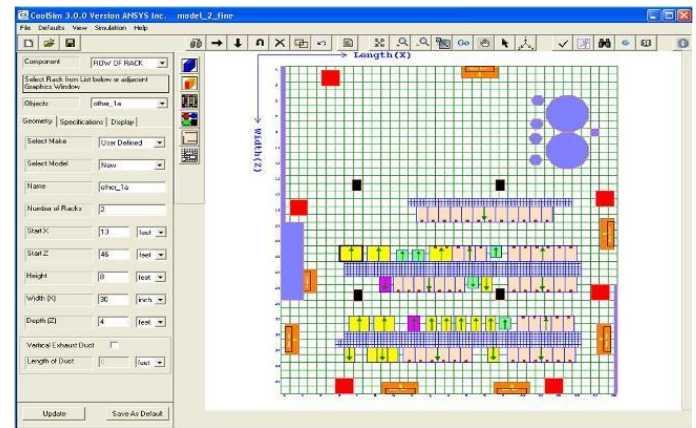 CoolSim 3.0.0 Version ANSYS Inc. model_2_fine
File Defaults View Simulation Help
Component ROW OF RACK
Select Rack from List below or adjacent Graphics Window
Objects other_1a
Geometry Specifications Display
Select Make User Defined
Select Model New
Name other_1a
Number of Racks 2
Start X 13 feet
Start Z 46 feet
Height 8 feet
Width (X) 30 inch
Depth (Z) 4 feet
Vertical Exhaust Duct
Length of Duct feet
Update Save As Default
Go
Length(X)
Width(Z)